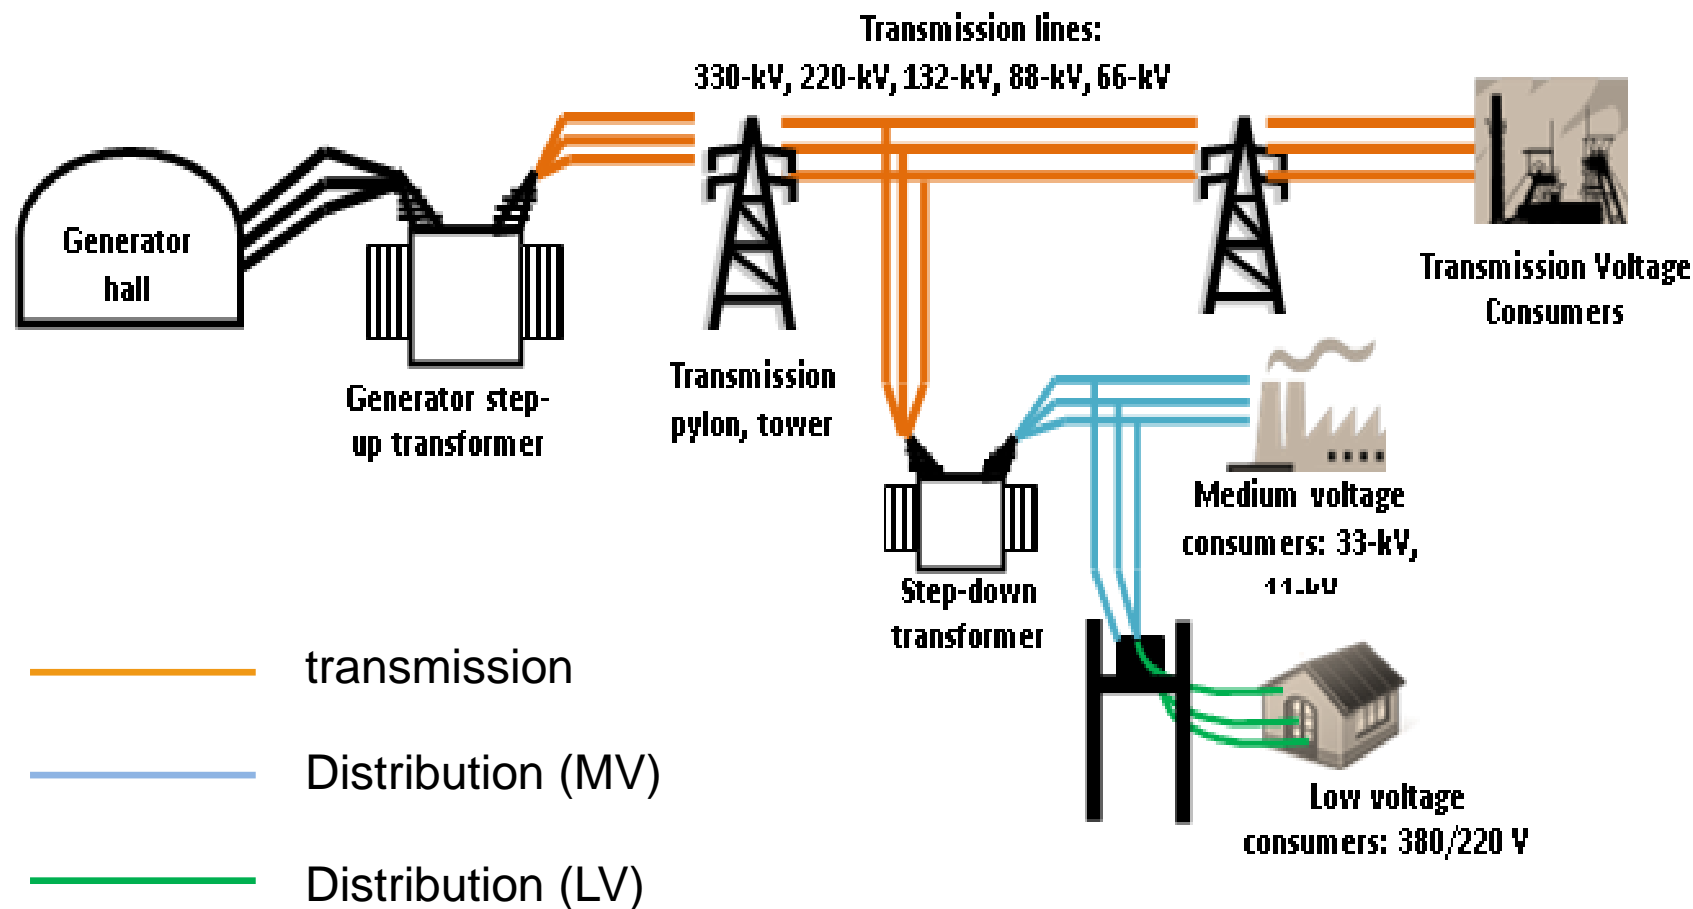 Transmission lines:
330-kV, 220-kV, 132-kV, 88-kV, 66-kV
Generator
hall
Transmission Voltage
Consumers
Generator step-
up transformer
Transmission
pylon, tower
Medium voltage
consumers: 33-kV,
Step-down
transformer
transmission
Distribution (MV)
Distribution (LV)
Low voltage
consumers: 380/220 V